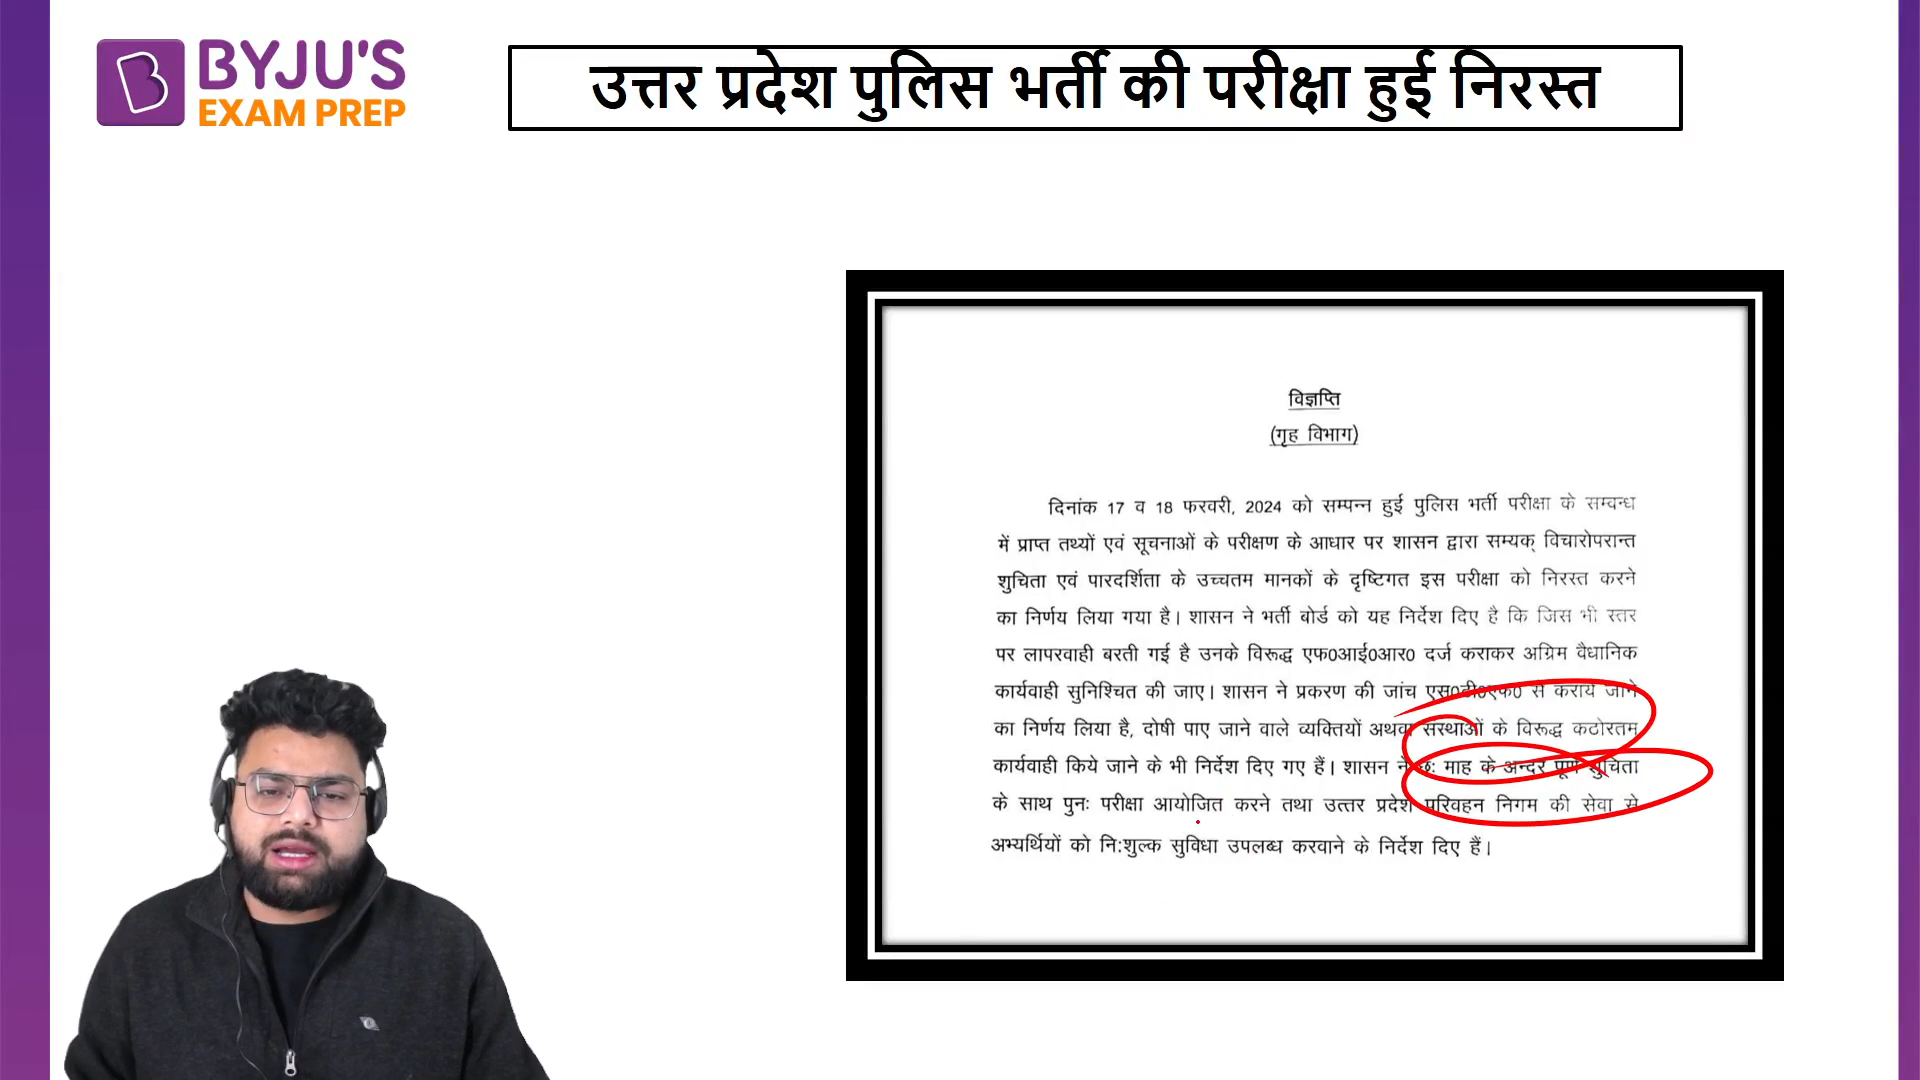 BYJU'S
EXAM PREP
उत्तर प्रदेश पुलिस भर्ती की परीक्षा हुई निरस्त
विज्ञप्ति
(गृह विभाग)
दिनांक 17 व 18 फरवरी, 2024 को सम्पन्न हुई पुलिस भर्ती परीक्षा के सम्वन्ध
में प्राप्त तथ्यों एवं सूचनाओं के परीक्षण के आधार पर शासन द्वारा सम्यक् विचारोपरान्त
शुचिता एवं पारदर्शिता के उच्चतम मानकों के दृष्टिगत इस परीक्षा को निरस्त करने
का निर्णय लिया गया है। शासन ने भर्ती बोर्ड को यह निर्देश दिए है कि जिस भी स्तर
पर लापरवाही बरती गई है उनके विरूद्ध एफ0आई0आर0 दर्ज कराकर अग्रिम वैधानिक
कार्यवाही सुनिश्चित की जाए। शासन ने प्रकरण की जांच एस0टी0एफ0 से कराये जाने
का निर्णय लिया है, दोषी पाए जाने वाले व्यक्तियों अथवा संस्थाओं के विरूद्ध कठोरतम
कार्यवाही किये जाने के भी निर्देश दिए गए हैं। शासन ने छः माह के अन्दर पूर्ण शुचिता
के साथ पुनः परीक्षा आयोजित करने तथा उत्तर प्रदेश परिवहन निगम की सेवा से
अभ्यर्थियों को नि:शुल्क सुविधा उपलब्ध करवाने के निर्देश दिए हैं।